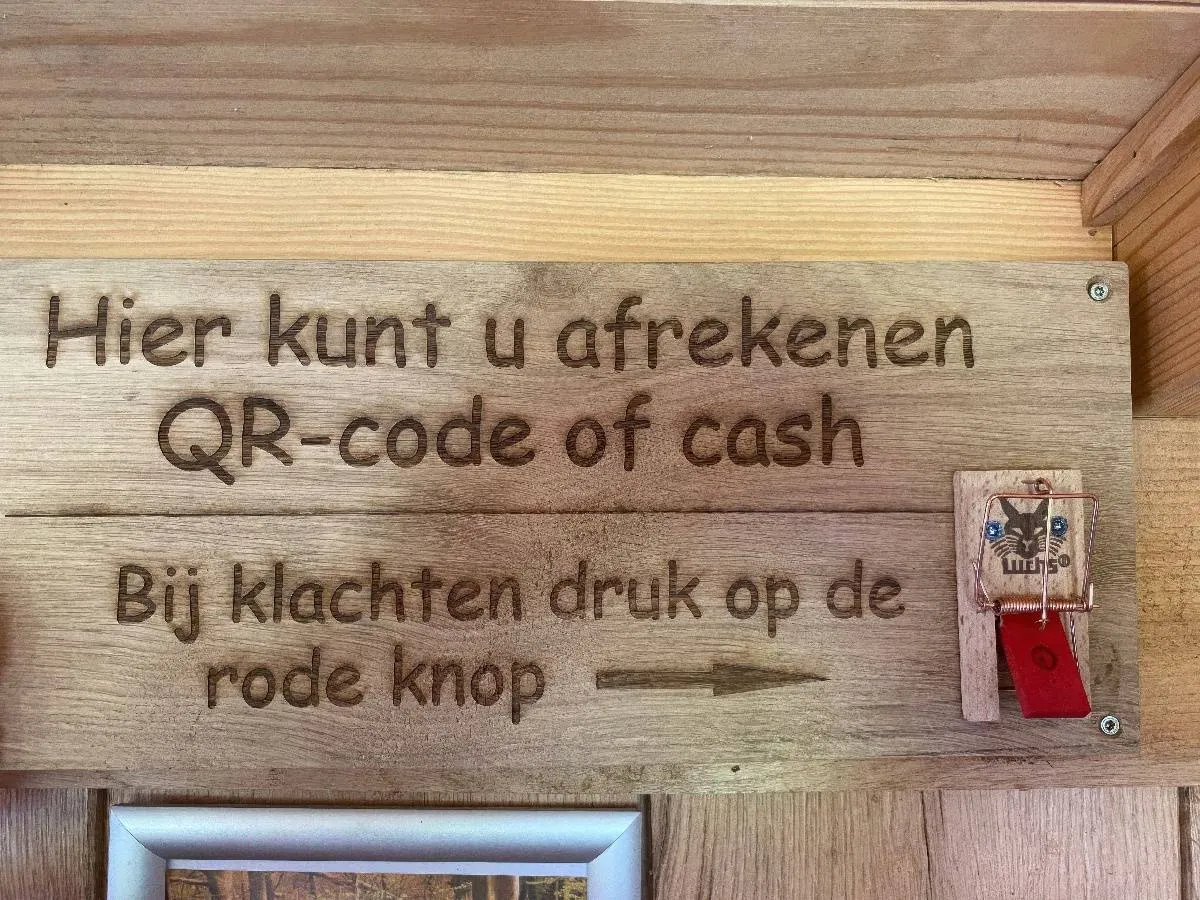 Hier kunt u afrekenen
QR-code of cash
Bij klachten druk op de
rode knop